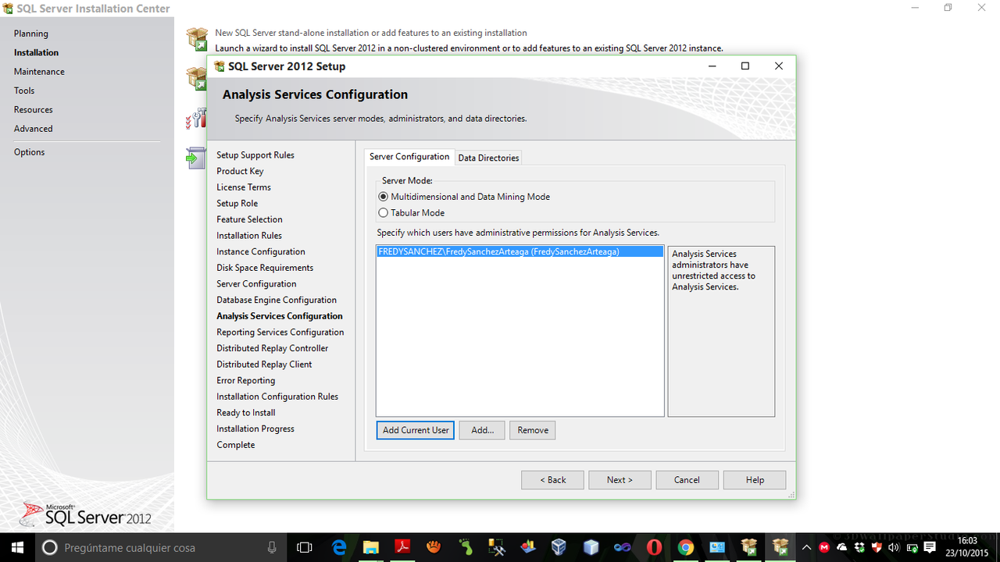 SQL Server Installation Center
Planning
Installation
Maintenance
Tools
Resources
Advanced
Options
New SQL Server stand-alone installation or add features to an existing installation
Launch a wizard to install SQL Server 2012 in a non-clustered environment or to add features to an existing SQL Server 2012 instance.
SQL Server 2012 Setup
Analysis Services Configuration
Specify Analysis Services server modes, administrators, and data directories.
Setup Support Rules
Product Key
License Terms
Setup Role
Feature Selection
Installation Rules
Instance Configuration
Disk Space Requirements
Server Configuration
Database Engine Configuration
Analysis Services Configuration
Reporting Services Configuration
Distributed Replay Controller
Distributed Replay Client
Error Reporting
Installation Configuration Rules
Ready to Install
Installation Progress
Complete
Server Configuration
Data Directories
Server Mode:
Multidimensional and Data Mining Mode
Tabular Mode
Specify which users have administrative permissions for Analysis Services.
FREDYSANCHEZ\FredySanchezArteaga (FredySanchezArteaga)
Analysis Services
administrators have
unrestricted access to
Analysis Services.
Add Current User
Add...
Remove
< Back
Next >
Cancel
Help
Microsoft®
SQL Server 2012
Pregúntame cualquier cosa
16:03
23/10/2015